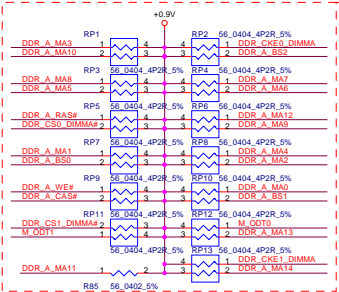 +0.9V
RP1 RP2 56_0404_4P2R_5%
DDR_A_MA3 1 4 4 1 DDR_CKE0_DIMMA
DDR_A_MA10 2 3 3 2 DDR_A_BS2
RP3 56_0404_4P2R_5% RP4 56_0404_4P2R_5%
DDR_A_MA8 1 4 4 1 DDR_A_MA7
DDR_A_MA5 2 3 3 2 DDR_A_MA6
RP5 56_0404_4P2R_5% RP6 56_0404_4P2R_5%
DDR_A_RAS# 1 4 4 1 DDR_A_MA12
DDR_CS0_DIMMA# 2 3 3 2 DDR_A_MA9
RP7 56_0404_4P2R_5% RP8 56_0404_4P2R_5%
DDR_A_MA1 1 4 4 1 DDR_A_MA4
DDR_A_BS0 2 3 3 2 DDR_A_MA2
RP9 56_0404_4P2R_5% RP10 56_0404_4P2R_5%
DDR_A_WE# 1 4 4 1 DDR_A_MA0
DDR_A_CAS# 2 3 3 2 DDR_A_BS1
RP11 56_0404_4P2R_5% RP12 56_0404_4P2R_5%
DDR_CS1_DIMMA# 2 3 4 1 M_ODT0
M_ODT1 1 4 3 2 DDR_A_MA13
56_0404_4P2R_5% RP13 56_0404_4P2R_5%
4 1 DDR_CKE1_DIMMA
DDR_A_MA11 1 2 3 2 DDR_A_MA14
R85 56_0402_5% 56_0404_4P2R_5%